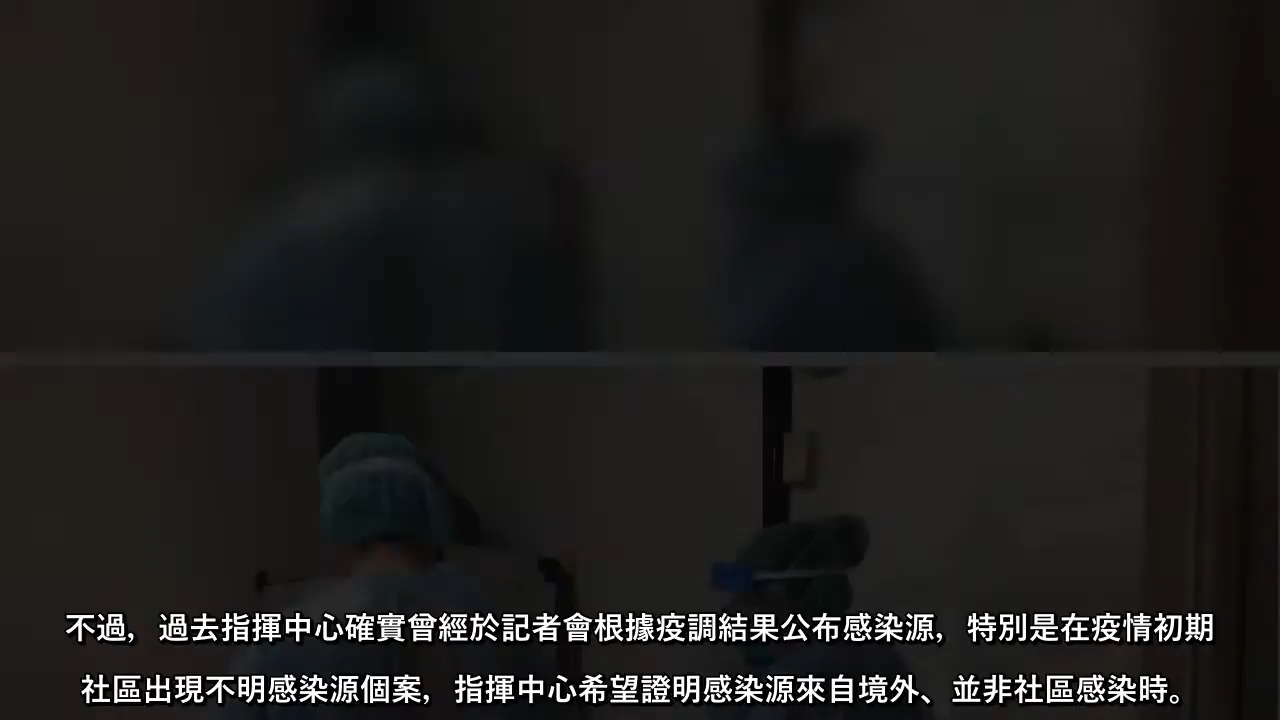 不過，過去指揮中心確實曾經於記者會根據疫調結果公布感染源，特別是在疫情初期
社區出現不明感染源個案，指揮中心希望證明感染源來自境外、並非社區感染時。